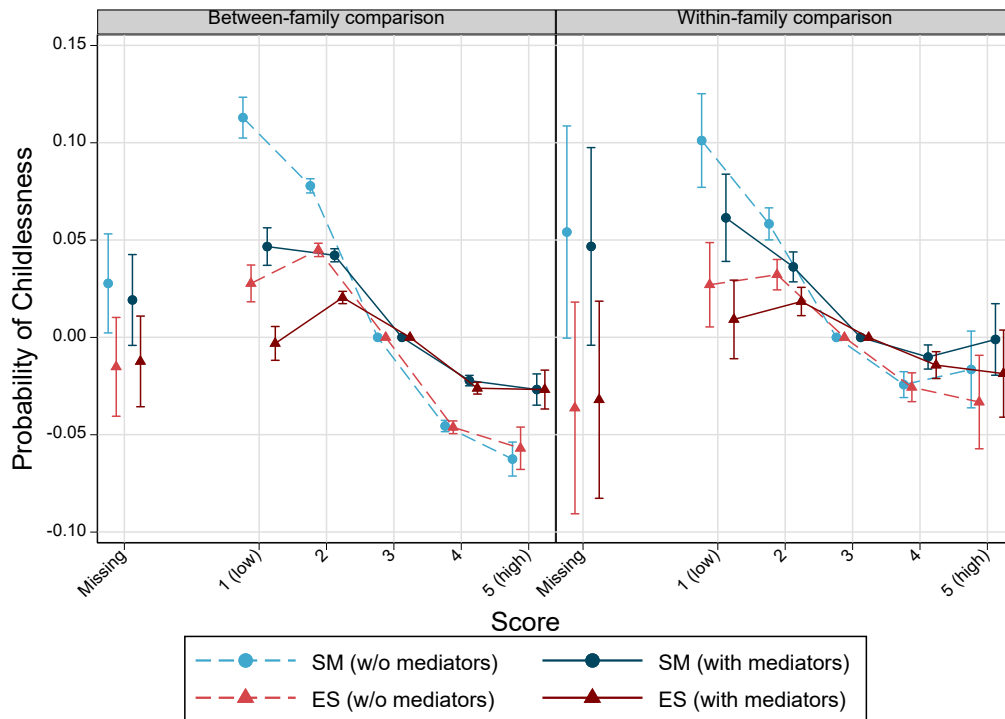 Between-family comparison
Within-family comparison
Probability of Childlessness
0.15
0.10
0.05
0.00
-0.05
-0.10
Missing
1 (low)
2
3
4
5 (high)
Missing
1 (low)
2
3
4
5 (high)
Score
SM (w/o mediators)
SM (with mediators)
ES (w/o mediators)
ES (with mediators)